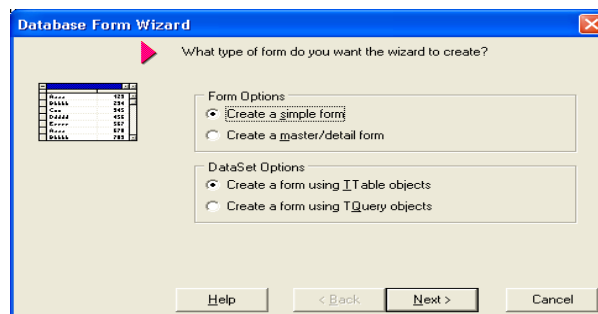 Database Form Wizard
What type of form do you want the wizard to create?
Form Options
Create a simple form
Create a master/detail form
DataSet Options
Create a form using TTable objects
Create a form using TQuery objects
Help
< Back
Next >
Cancel